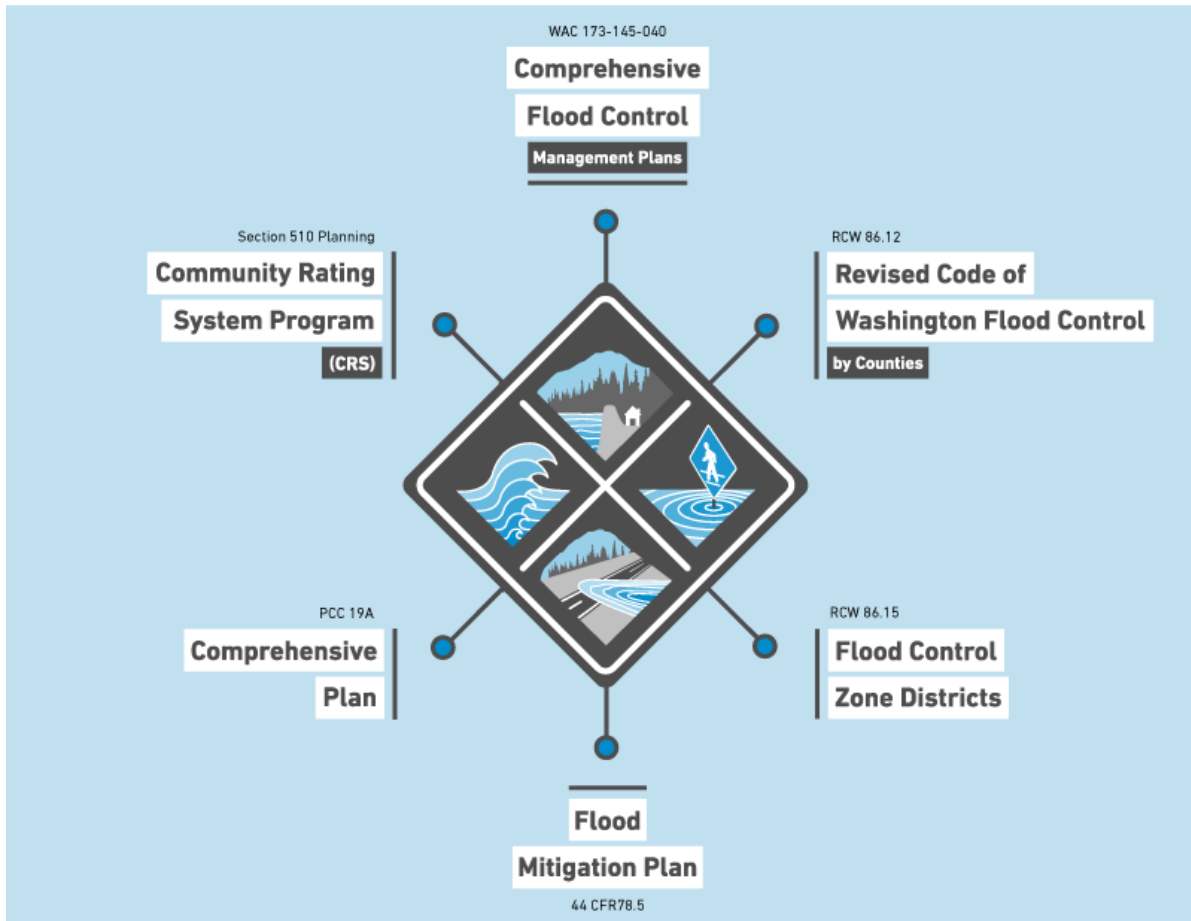 WAC 173-145-040
Comprehensive
Flood Control
Management Plans
Section 510 Planning
Community Rating
System Program
(CRS)
RCW 86.12
Revised Code of
Washington Flood Control
by Counties
PCC 19A
Comprehensive
Plan
RCW 86.15
Flood Control
Zone Districts
Flood
Mitigation Plan
44 CFR78.5